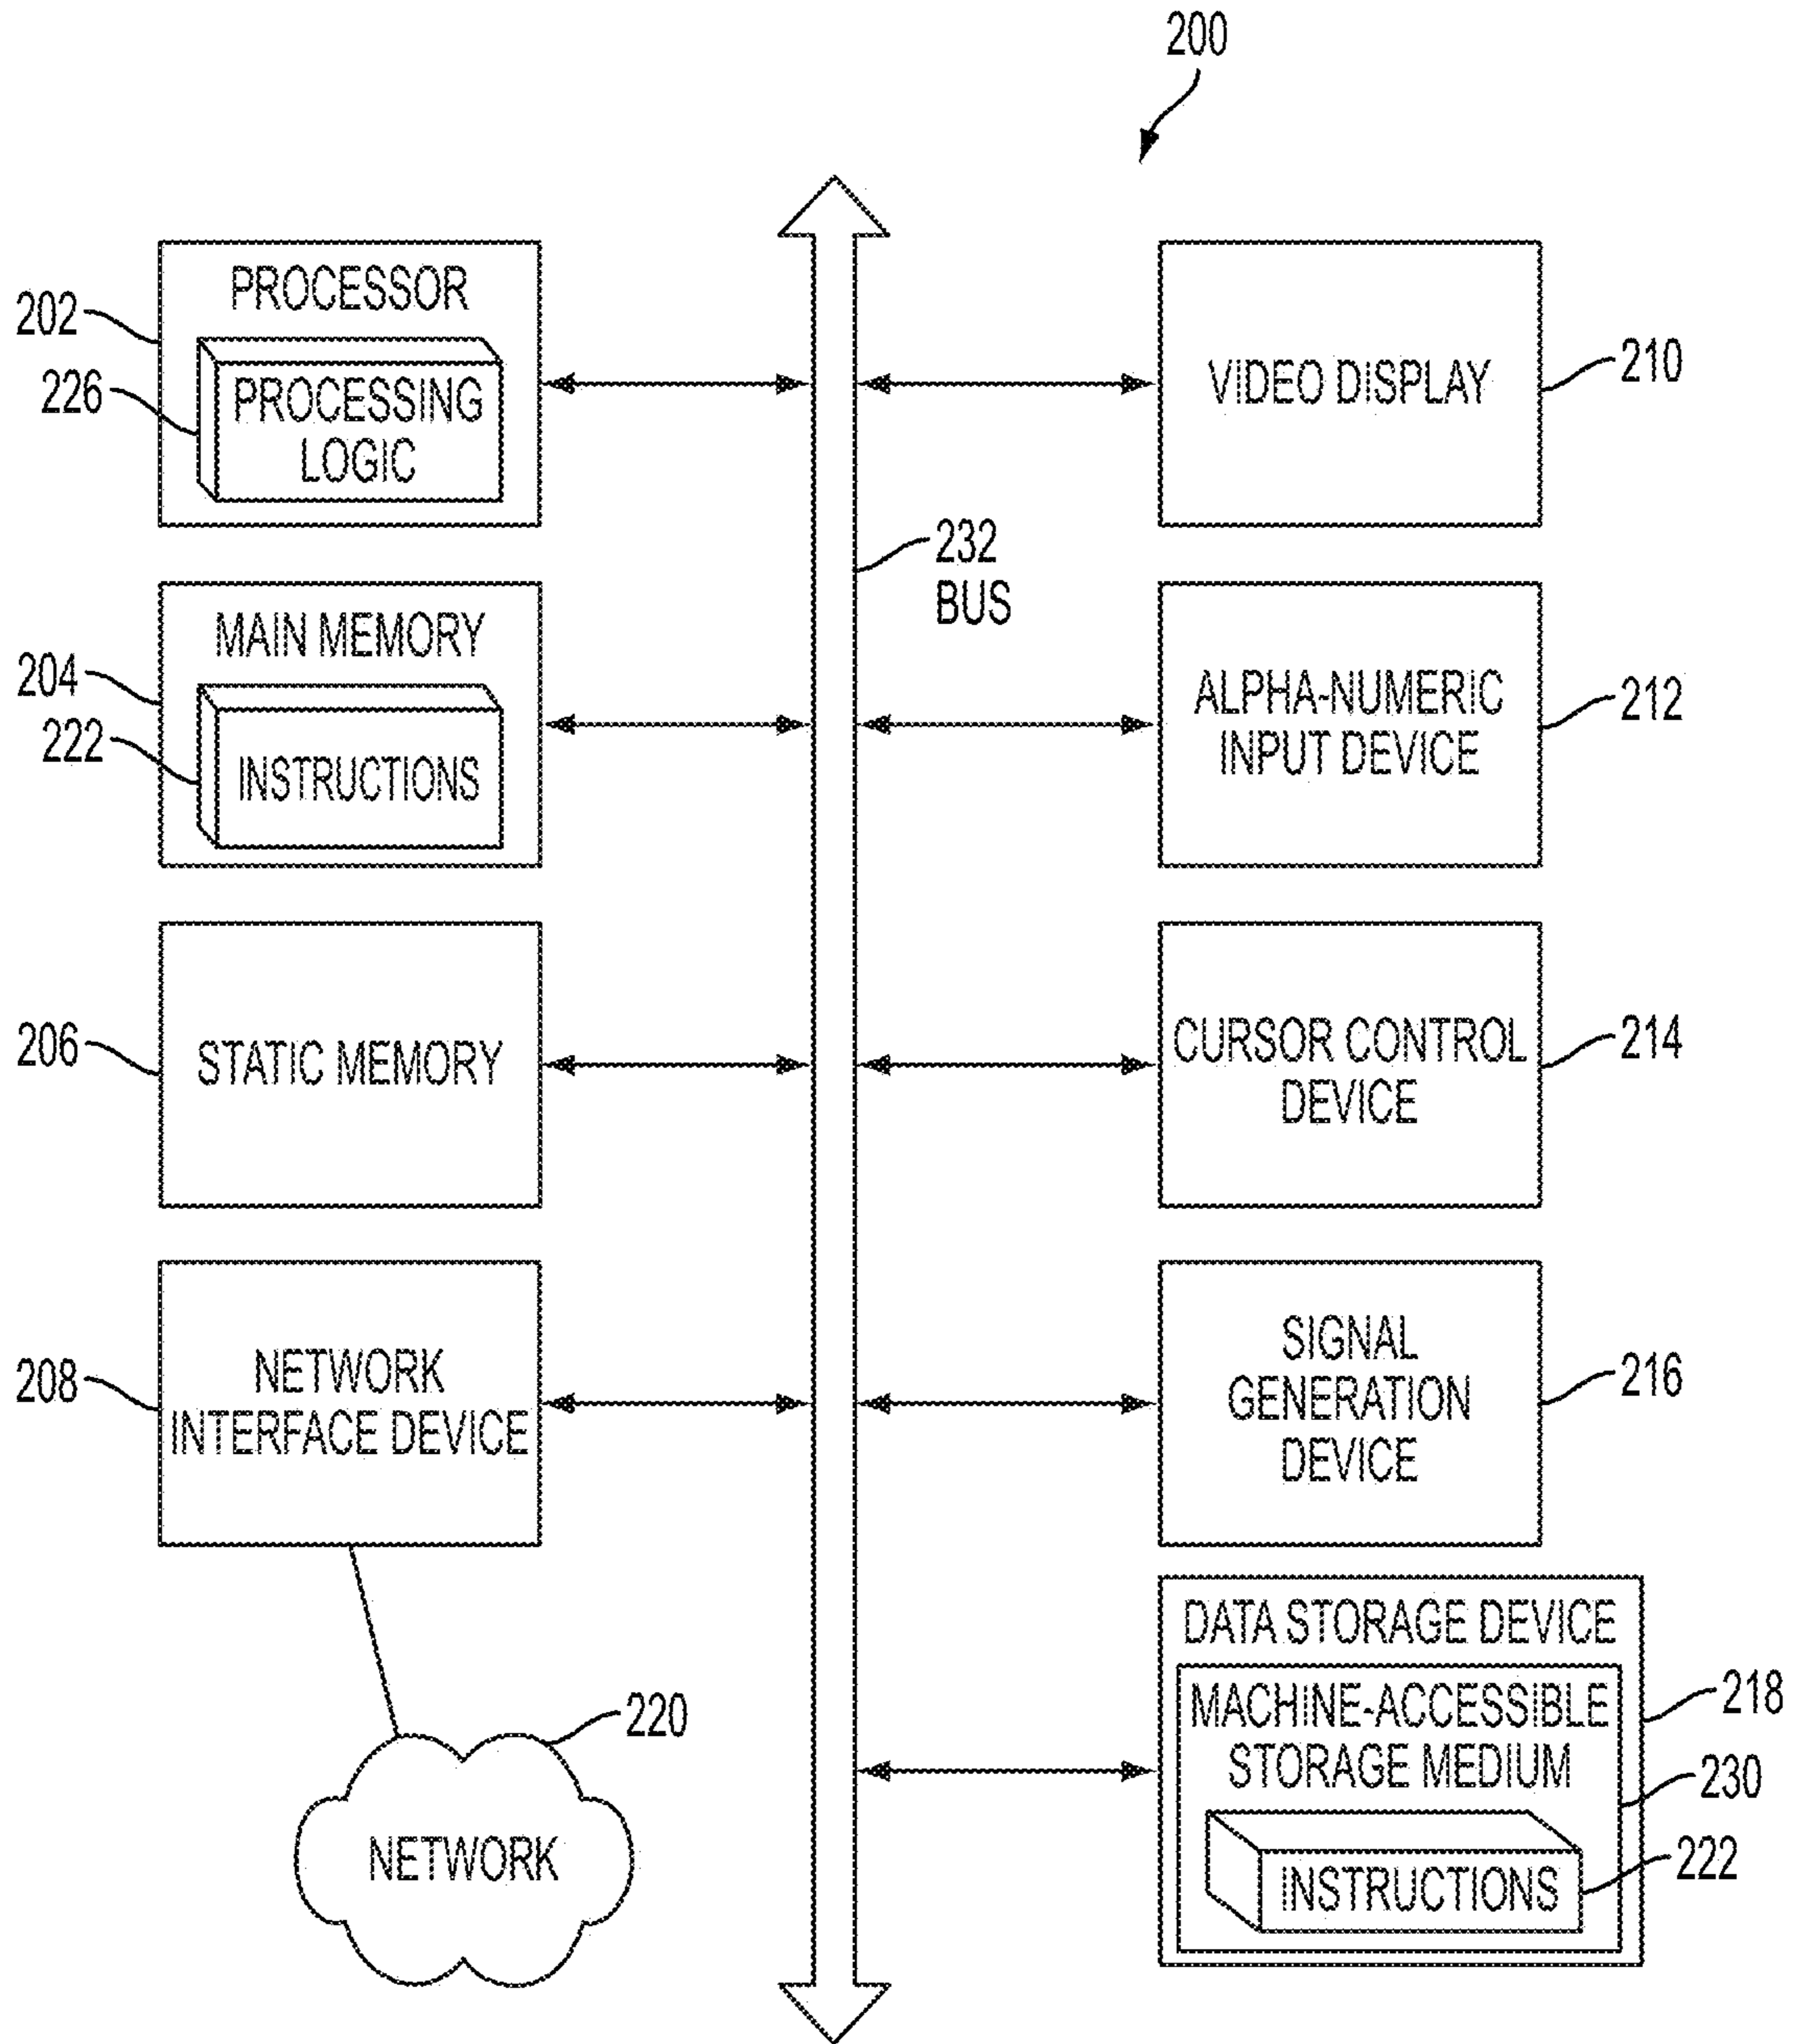 200
PROCESSOR
202
226
PROCESSING
LOGIC
VIDEO DISPLAY
210
232
BUS
MAIN MEMORY
204
222
INSTRUCTIONS
ALPHA-NUMERIC
INPUT DEVICE
212
206
STATIC MEMORY
CURSOR CONTROL
DEVICE
214
208
NETWORK
INTERFACE DEVICE
SIGNAL
GENERATION
DEVICE
216
DATA STORAGE DEVICE
MACHINE-ACCESSIBLE
STORAGE MEDIUM
218
230
INSTRUCTIONS
222
220
NETWORK